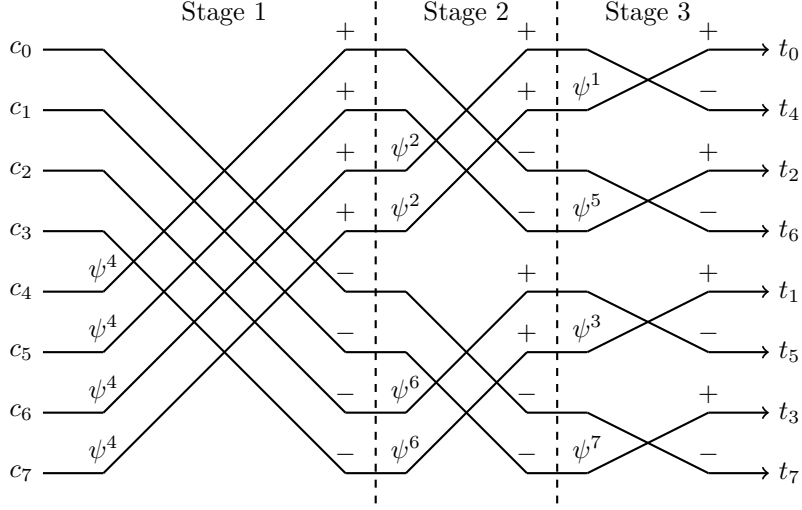 Stage 1 Stage 2 Stage 3
c₀ + + + t₀
c₁ + + ψ¹ − t₄
c₂ + ψ² − + t₂
c₃ + ψ² − ψ⁵ − t₆
c₄ ψ⁴ − + + t₁
c₅ ψ⁴ − + ψ³ − t₅
c₆ ψ⁴ − ψ⁶ − + t₃
c₇ ψ⁴ − ψ⁶ − ψ⁷ − t₇